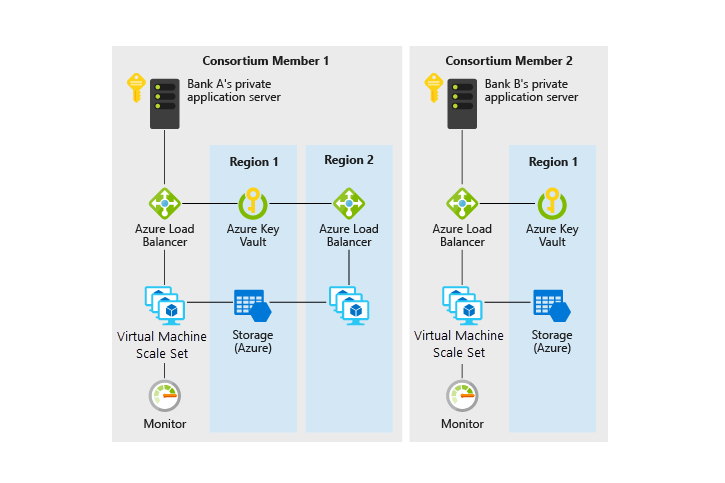 Consortium Member 1
Bank A's private
application server
Region 1
Region 2
Azure Load
Balancer
Azure Key
Vault
Azure Load
Balancer
Virtual Machine
Scale Set
Storage
(Azure)
Monitor
Consortium Member 2
Bank B's private
application server
Region 1
Azure Load
Balancer
Azure Key
Vault
Virtual Machine
Scale Set
Storage
(Azure)
Monitor